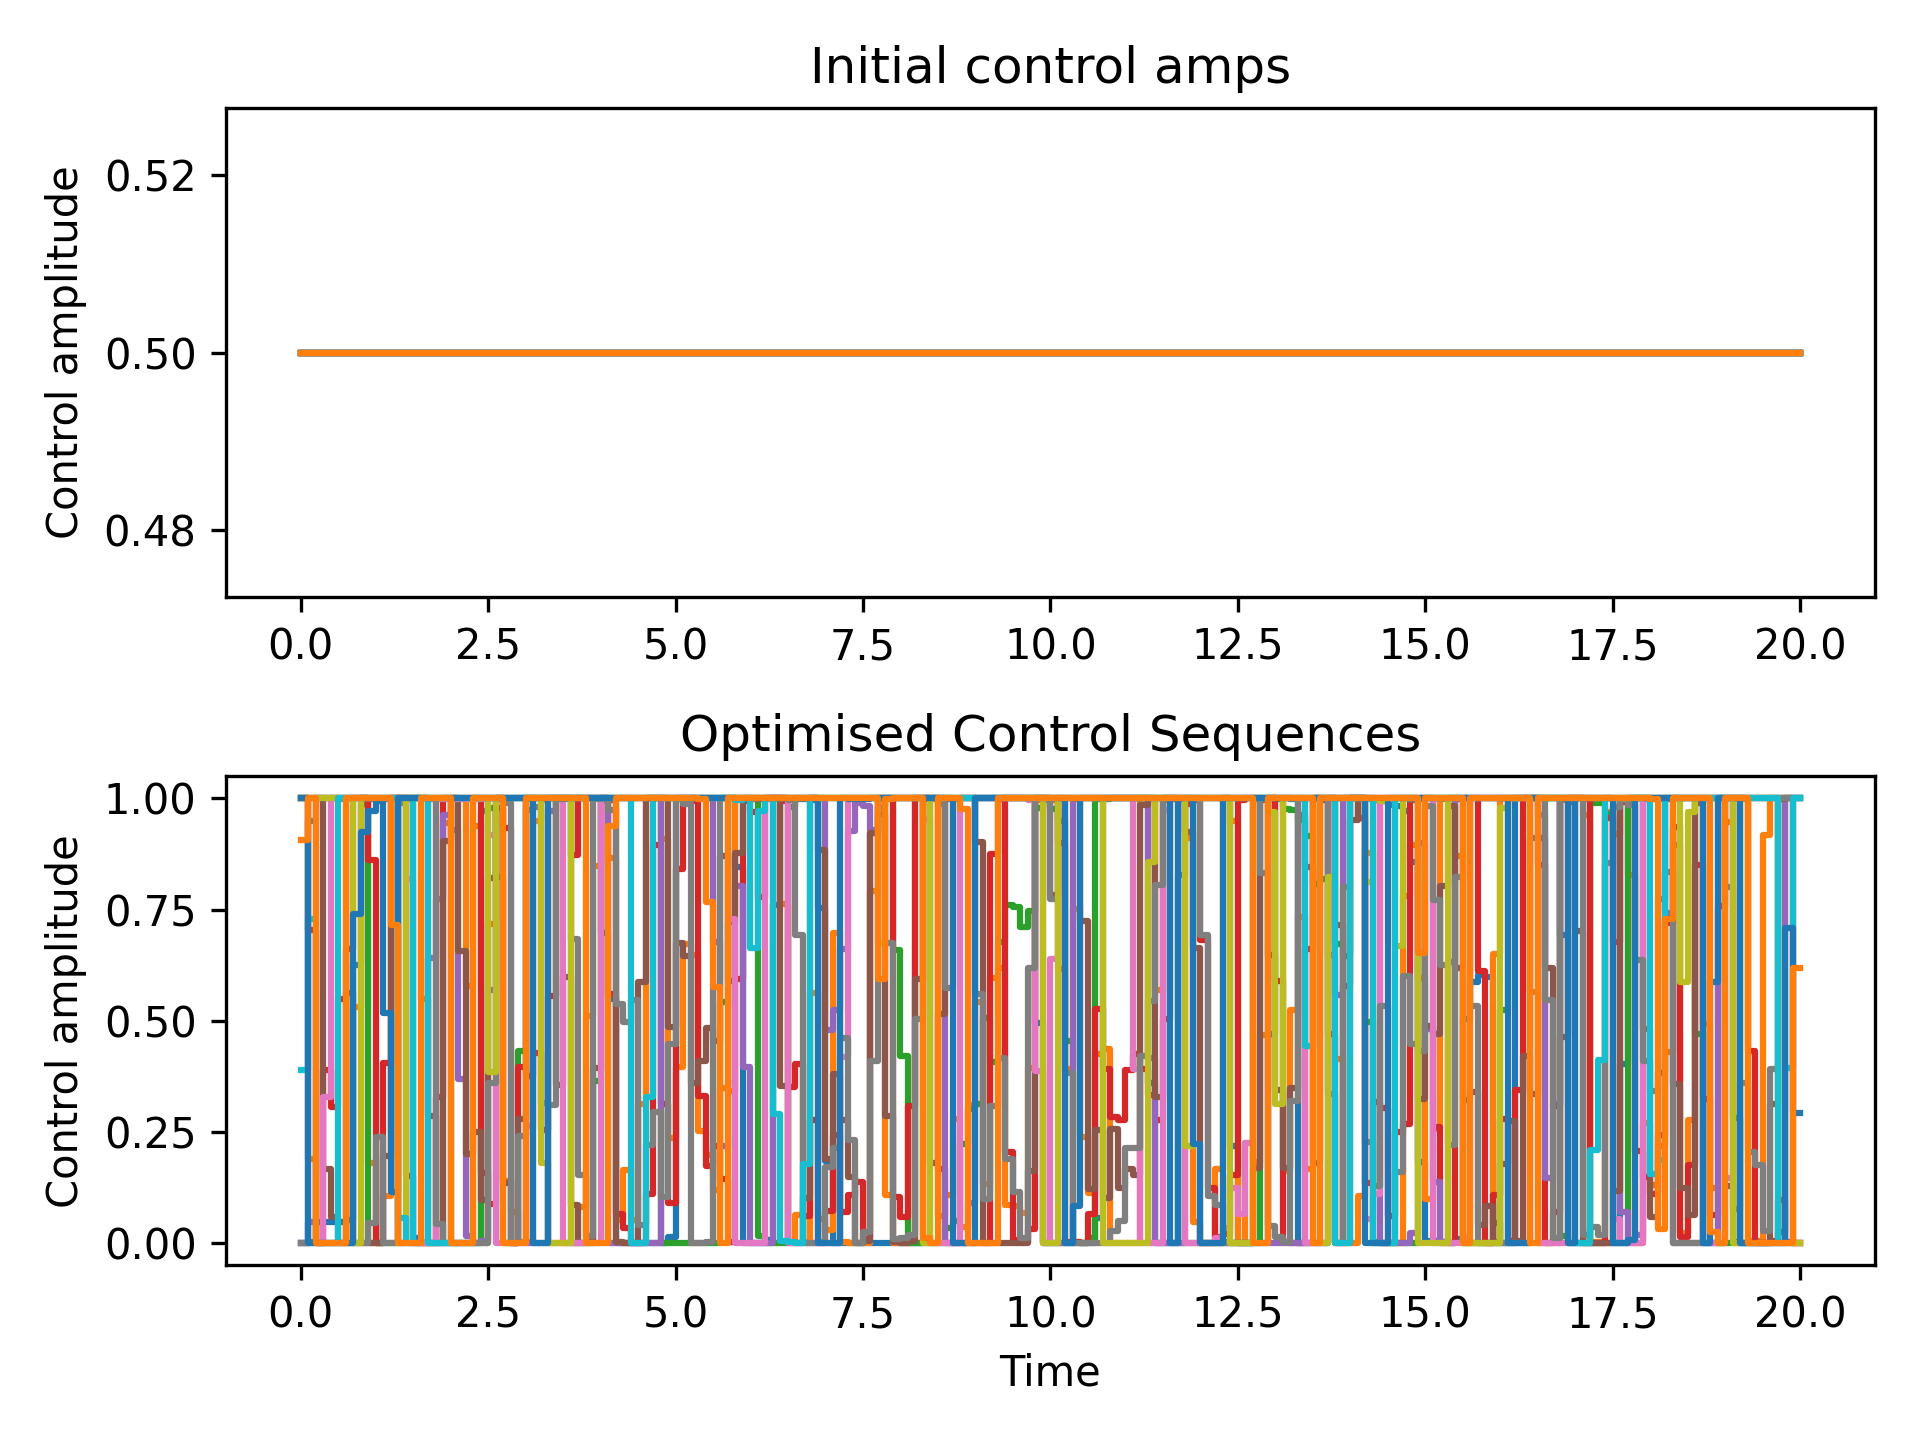 Initial control amps
Control amplitude
0.52
0.50
0.48
0.0 2.5 5.0 7.5 10.0 12.5 15.0 17.5 20.0
Optimised Control Sequences
Control amplitude
1.00
0.75
0.50
0.25
0.00
0.0 2.5 5.0 7.5 10.0 12.5 15.0 17.5 20.0
Time